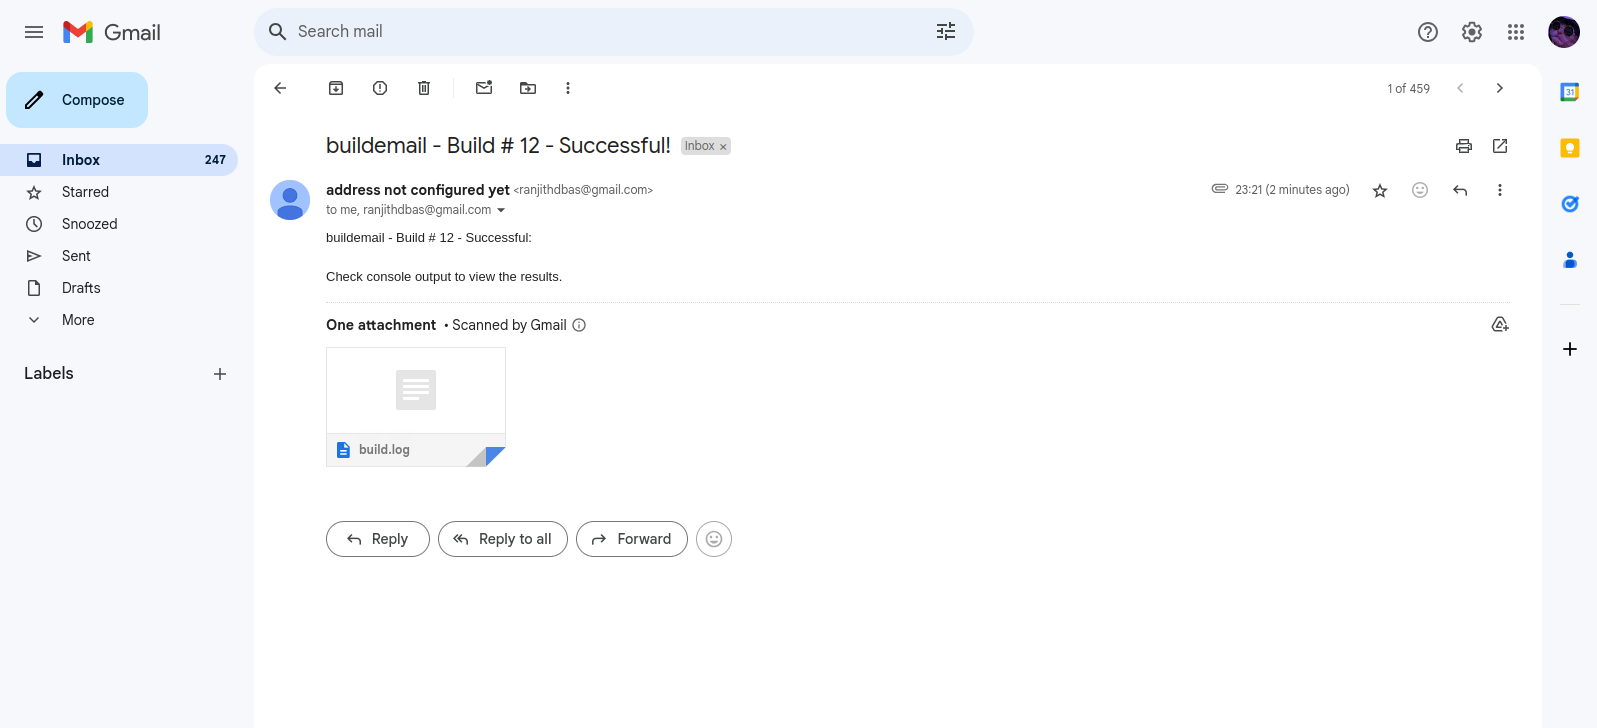 Gmail
Search mail
Compose
Inbox 247
Starred
Snoozed
Sent
Drafts
More
Labels
1 of 459
31
buildemail - Build # 12 - Successful! Inbox ×
address not configured yet <ranjithdbas@gmail.com>
23:21 (2 minutes ago)
to me, ranjithdbas@gmail.com
buildemail - Build # 12 - Successful:
Check console output to view the results.
One attachment • Scanned by Gmail
build.log
Reply Reply to all Forward